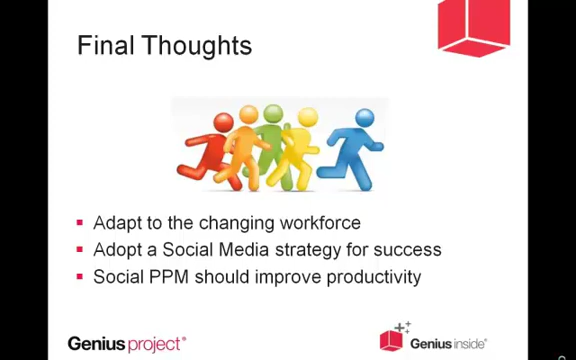 Final Thoughts
Adapt to the changing workforce
Adopt a Social Media strategy for success
Social PPM should improve productivity
Genius project®
Genius inside®